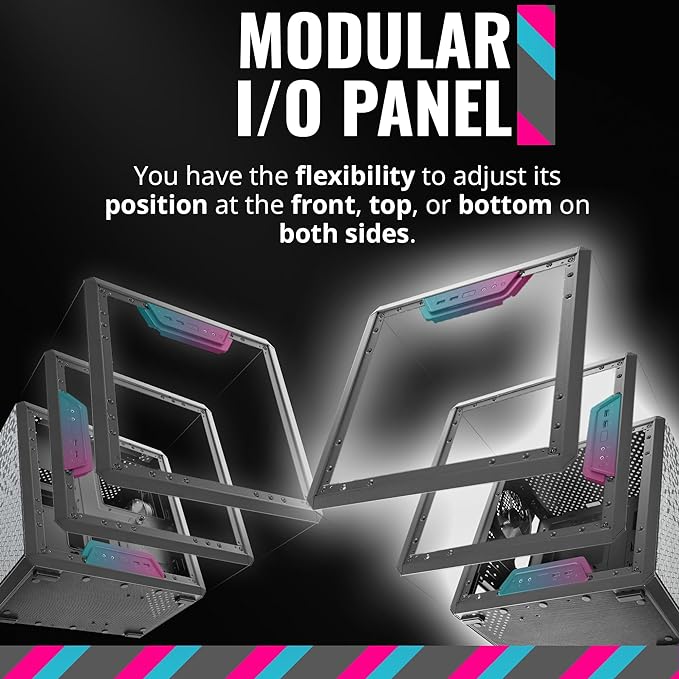 MODULAR
I/O PANEL
You have the flexibility to adjust its
position at the front, top, or bottom on
both sides.